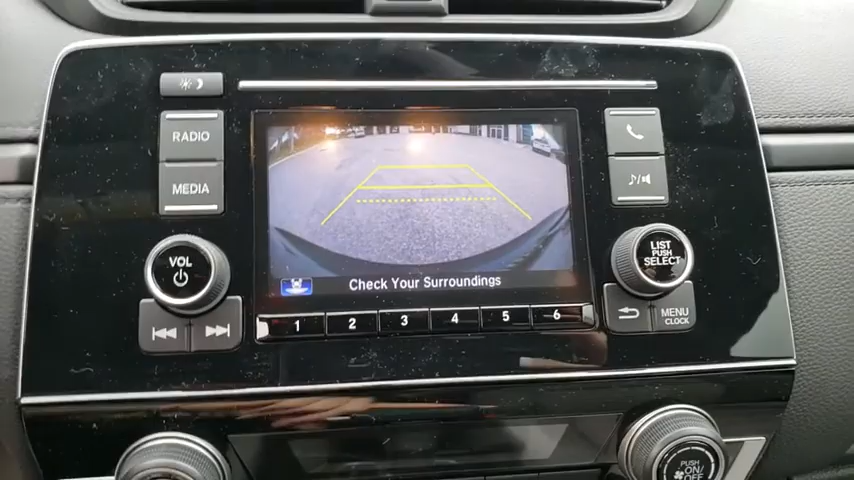 RADIO
MEDIA
VOL
LIST
PUSH
SELECT
Check Your Surroundings
1 2 3 4 5 6
MENU
CLOCK
PUSH
ON/
OFF